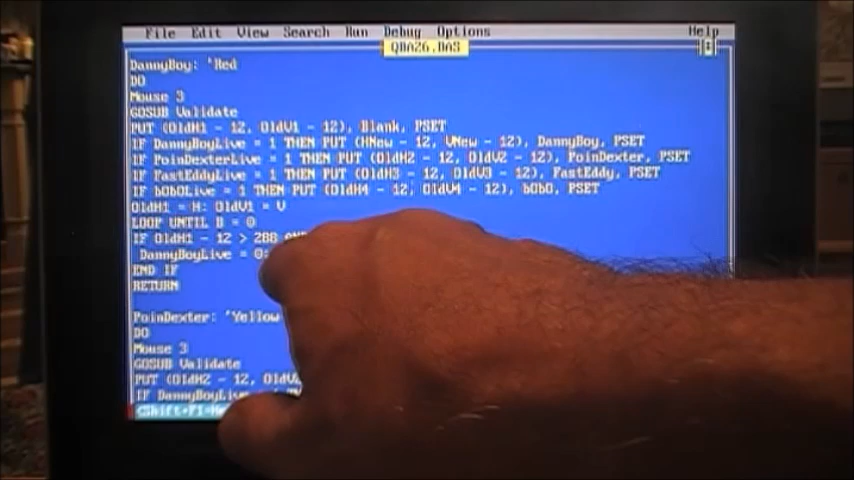 File Edit View Search Run Debug Options Help
QBA26.BAS
DannyBoy: 'Red
DO
Mouse 3
GOSUB Validate
PUT (OldH1 - 12, OldV1 - 12), Blank, PSET
IF DannyBoyLive = 1 THEN PUT (HNew - 12, VNew - 12), DannyBoy, PSET
IF PoinDexterLive = 1 THEN PUT (OldH2 - 12, OldV2 - 12), PoinDexter, PSET
IF FastEddyLive = 1 THEN PUT (OldH3 - 12, OldV3 - 12), FastEddy, PSET
IF bObOLive = 1 THEN PUT (OldH4 - 12, OldV4 - 12), bObO, PSET
OldH1 = H: OldV1 = V
LOOP UNTIL B = 0
IF OldH1 - 12 > 288
DannyBoyLive = 0:
END IF
RETURN
PoinDexter: 'Yellow
DO
Mouse 3
GOSUB Validate
PUT (OldH2 - 12,
IF
<Shift+F1=